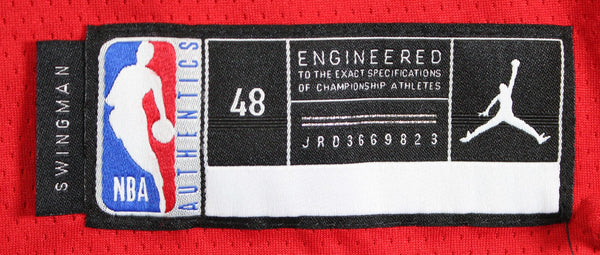 SWINGMAN
NBA
AUTHENTICS
48
ENGINEERED
TO THE EXACT SPECIFICATIONS
OF CHAMPIONSHIP ATHLETES
JRD3669823